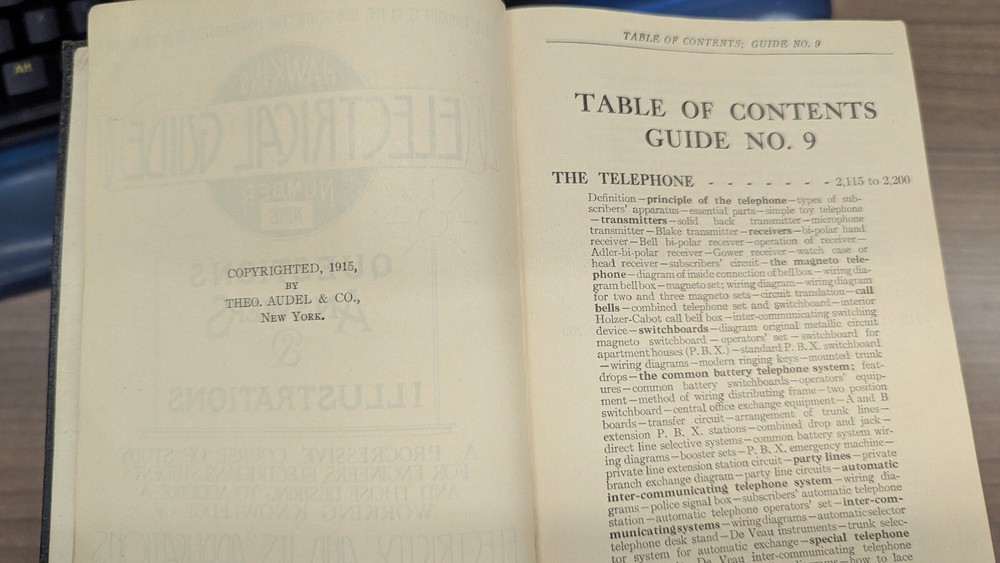 COPYRIGHTED, 1915,
BY
THEO. AUDEL & CO.,
New York.
TABLE OF CONTENTS; GUIDE NO. 9
TABLE OF CONTENTS
GUIDE NO. 9
THE TELEPHONE - - - - - - - 2,115 to 2,200
Definition—principle of the telephone—types of sub-
scribers' apparatus—essential parts—simple toy telephone
—transmitters—solid back transmitter—microphone
transmitter—Blake transmitter—receivers—bi-polar hand
receiver—Bell bi-polar receiver—operation of receiver—
Adler-bi-polar receiver—Gower receiver—watch case or
head receiver—subscribers' circuit—the magneto tele-
phone—diagram of inside connection of bell box—wiring dia-
gram bell box—magneto set; wiring diagram—wiring diagram
for two and three magneto sets—circuit translation—call
bells—combined telephone set and switchboard—interior
Holzer-Cabot call bell box—inter-communicating switching
device—switchboards—diagram original metallic circuit
magneto switchboard—operators' set—switchboard for
apartment houses (P. B. X.)—standard P. B. X. switchboard
—wiring diagrams—modern ringing keys—mounted trunk
drops—the common battery telephone system; feat-
ures—common battery switchboards—operators' equip-
ment—method of wiring distributing frame—two position
switchboard—central office exchange equipment—A and B
boards—transfer circuit—arrangement of trunk lines—
extension P. B. X. stations—combined drop and jack—
direct line selective systems—common battery system wir-
ing diagrams—booster sets—P. B. X. emergency machine—
private line extension station circuit—party lines—private
branch exchange diagram—party line circuits—automatic
inter-communicating telephone system—wiring dia-
grams—police signal box—subscribers' automatic telephone
station—automatic telephone operators' set—inter-com-
municating systems—wiring diagrams—automatic selector
telephone desk stand—De Veau instruments—trunk selec-
tor system for automatic exchange—special telephone
De Veau inter-communicating telephone
diagrams—how to lace